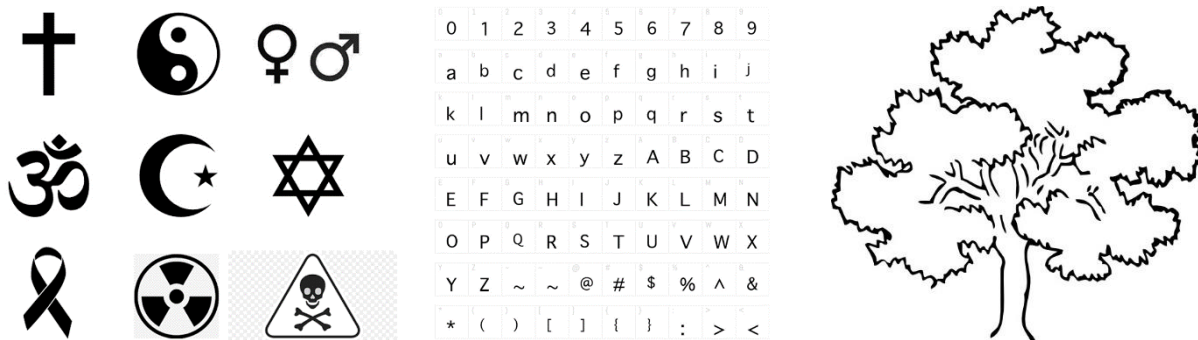 0 1 2 3 4 5 6 7 8 9
a b c d e f g h i j
k l m n o p q r s t
u v w x y z A B C D
E F G H I J K L M N
O P Q R S T U V W X
Y Z ~ ~ @ # $ % ^ &
* ( ) [ ] { } : > <